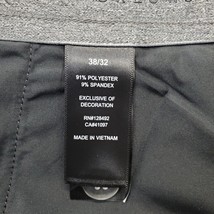 38/32
91% POLYESTER
9% SPANDEX
EXCLUSIVE OF
DECORATION
RN#128492
CA#41097
MADE IN VIETNAM